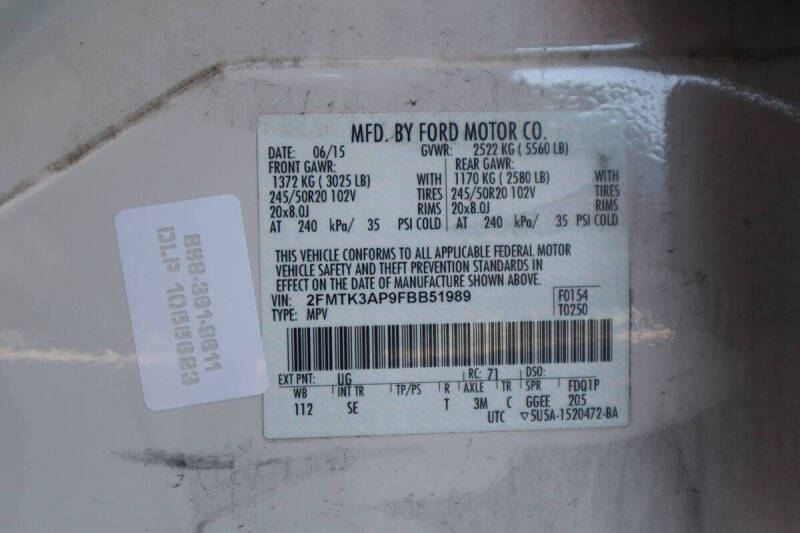 MFD. BY FORD MOTOR CO.
DATE: 06/15 GVWR: 2522 KG ( 5560 LB)
FRONT GAWR: REAR GAWR:
1372 KG ( 3025 LB) WITH 1170 KG ( 2580 LB) WITH
245/50R20 102V TIRES 245/50R20 102V TIRES
20x8.0J RIMS 20x8.0J RIMS
AT 240 kPa/ 35 PSI COLD AT 240 kPa/ 35 PSI COLD
THIS VEHICLE CONFORMS TO ALL APPLICABLE FEDERAL MOTOR
VEHICLE SAFETY AND THEFT PREVENTION STANDARDS IN
EFFECT ON THE DATE OF MANUFACTURE SHOWN ABOVE.
VIN: 2FMTK3AP9FBB51989 F0154
TYPE: MPV T0250
EXT PNT: UG RC: 71 DSO:
WB INT TR TP/PS R AXLE TR SPR FDQ1P
112 SE T 3M C GGEE 205
UTC ▽5U5A-1520472-BA